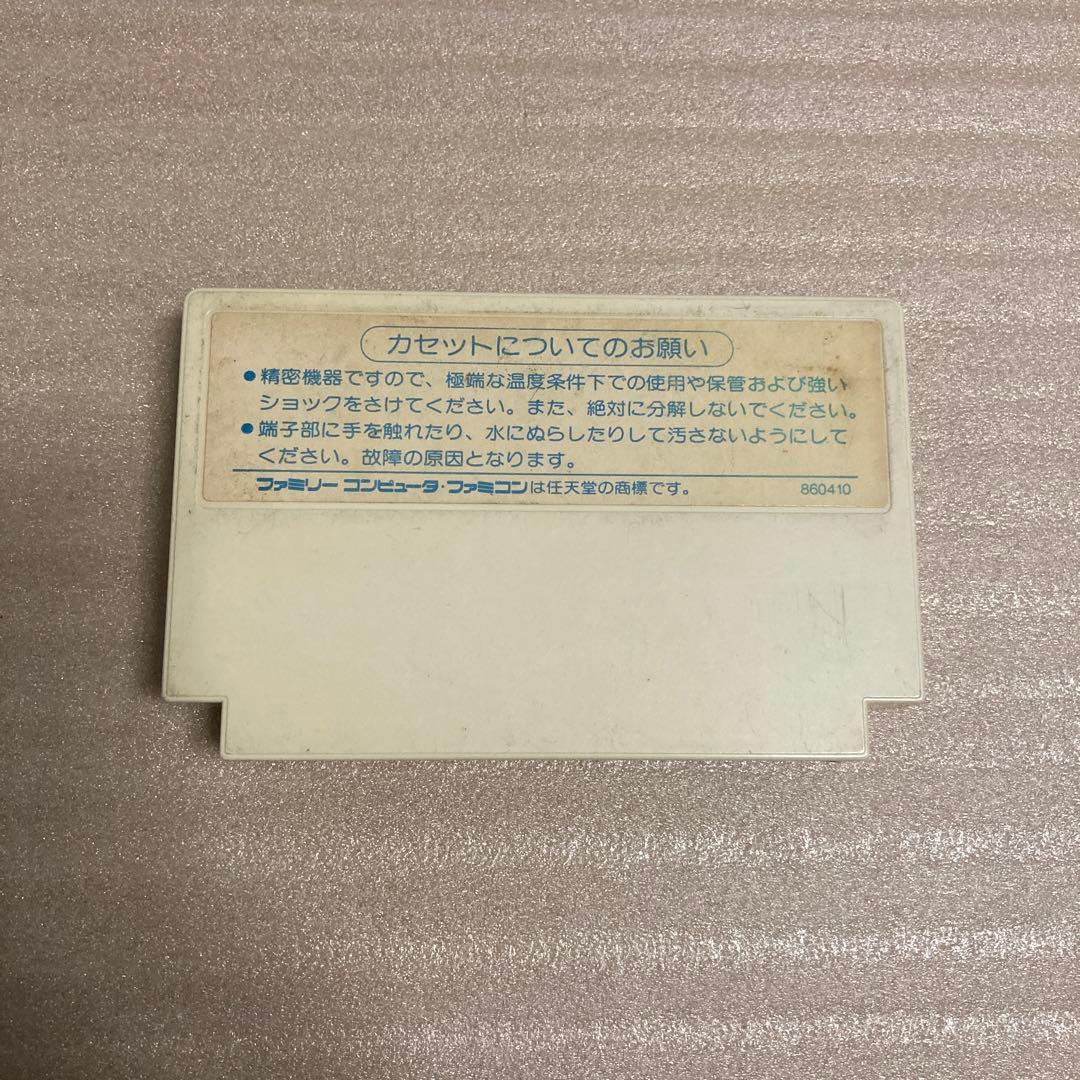 カセットについてのお願い
●精密機器ですので、極端な温度条件下での使用や保管および強い
ショックをさけてください。また、絶対に分解しないでください。
●端子部に手を触れたり、水にぬらしたりして汚さないようにして
ください。故障の原因となります。
ファミリーコンピュータ・ファミコンは任天堂の商標です。 860410